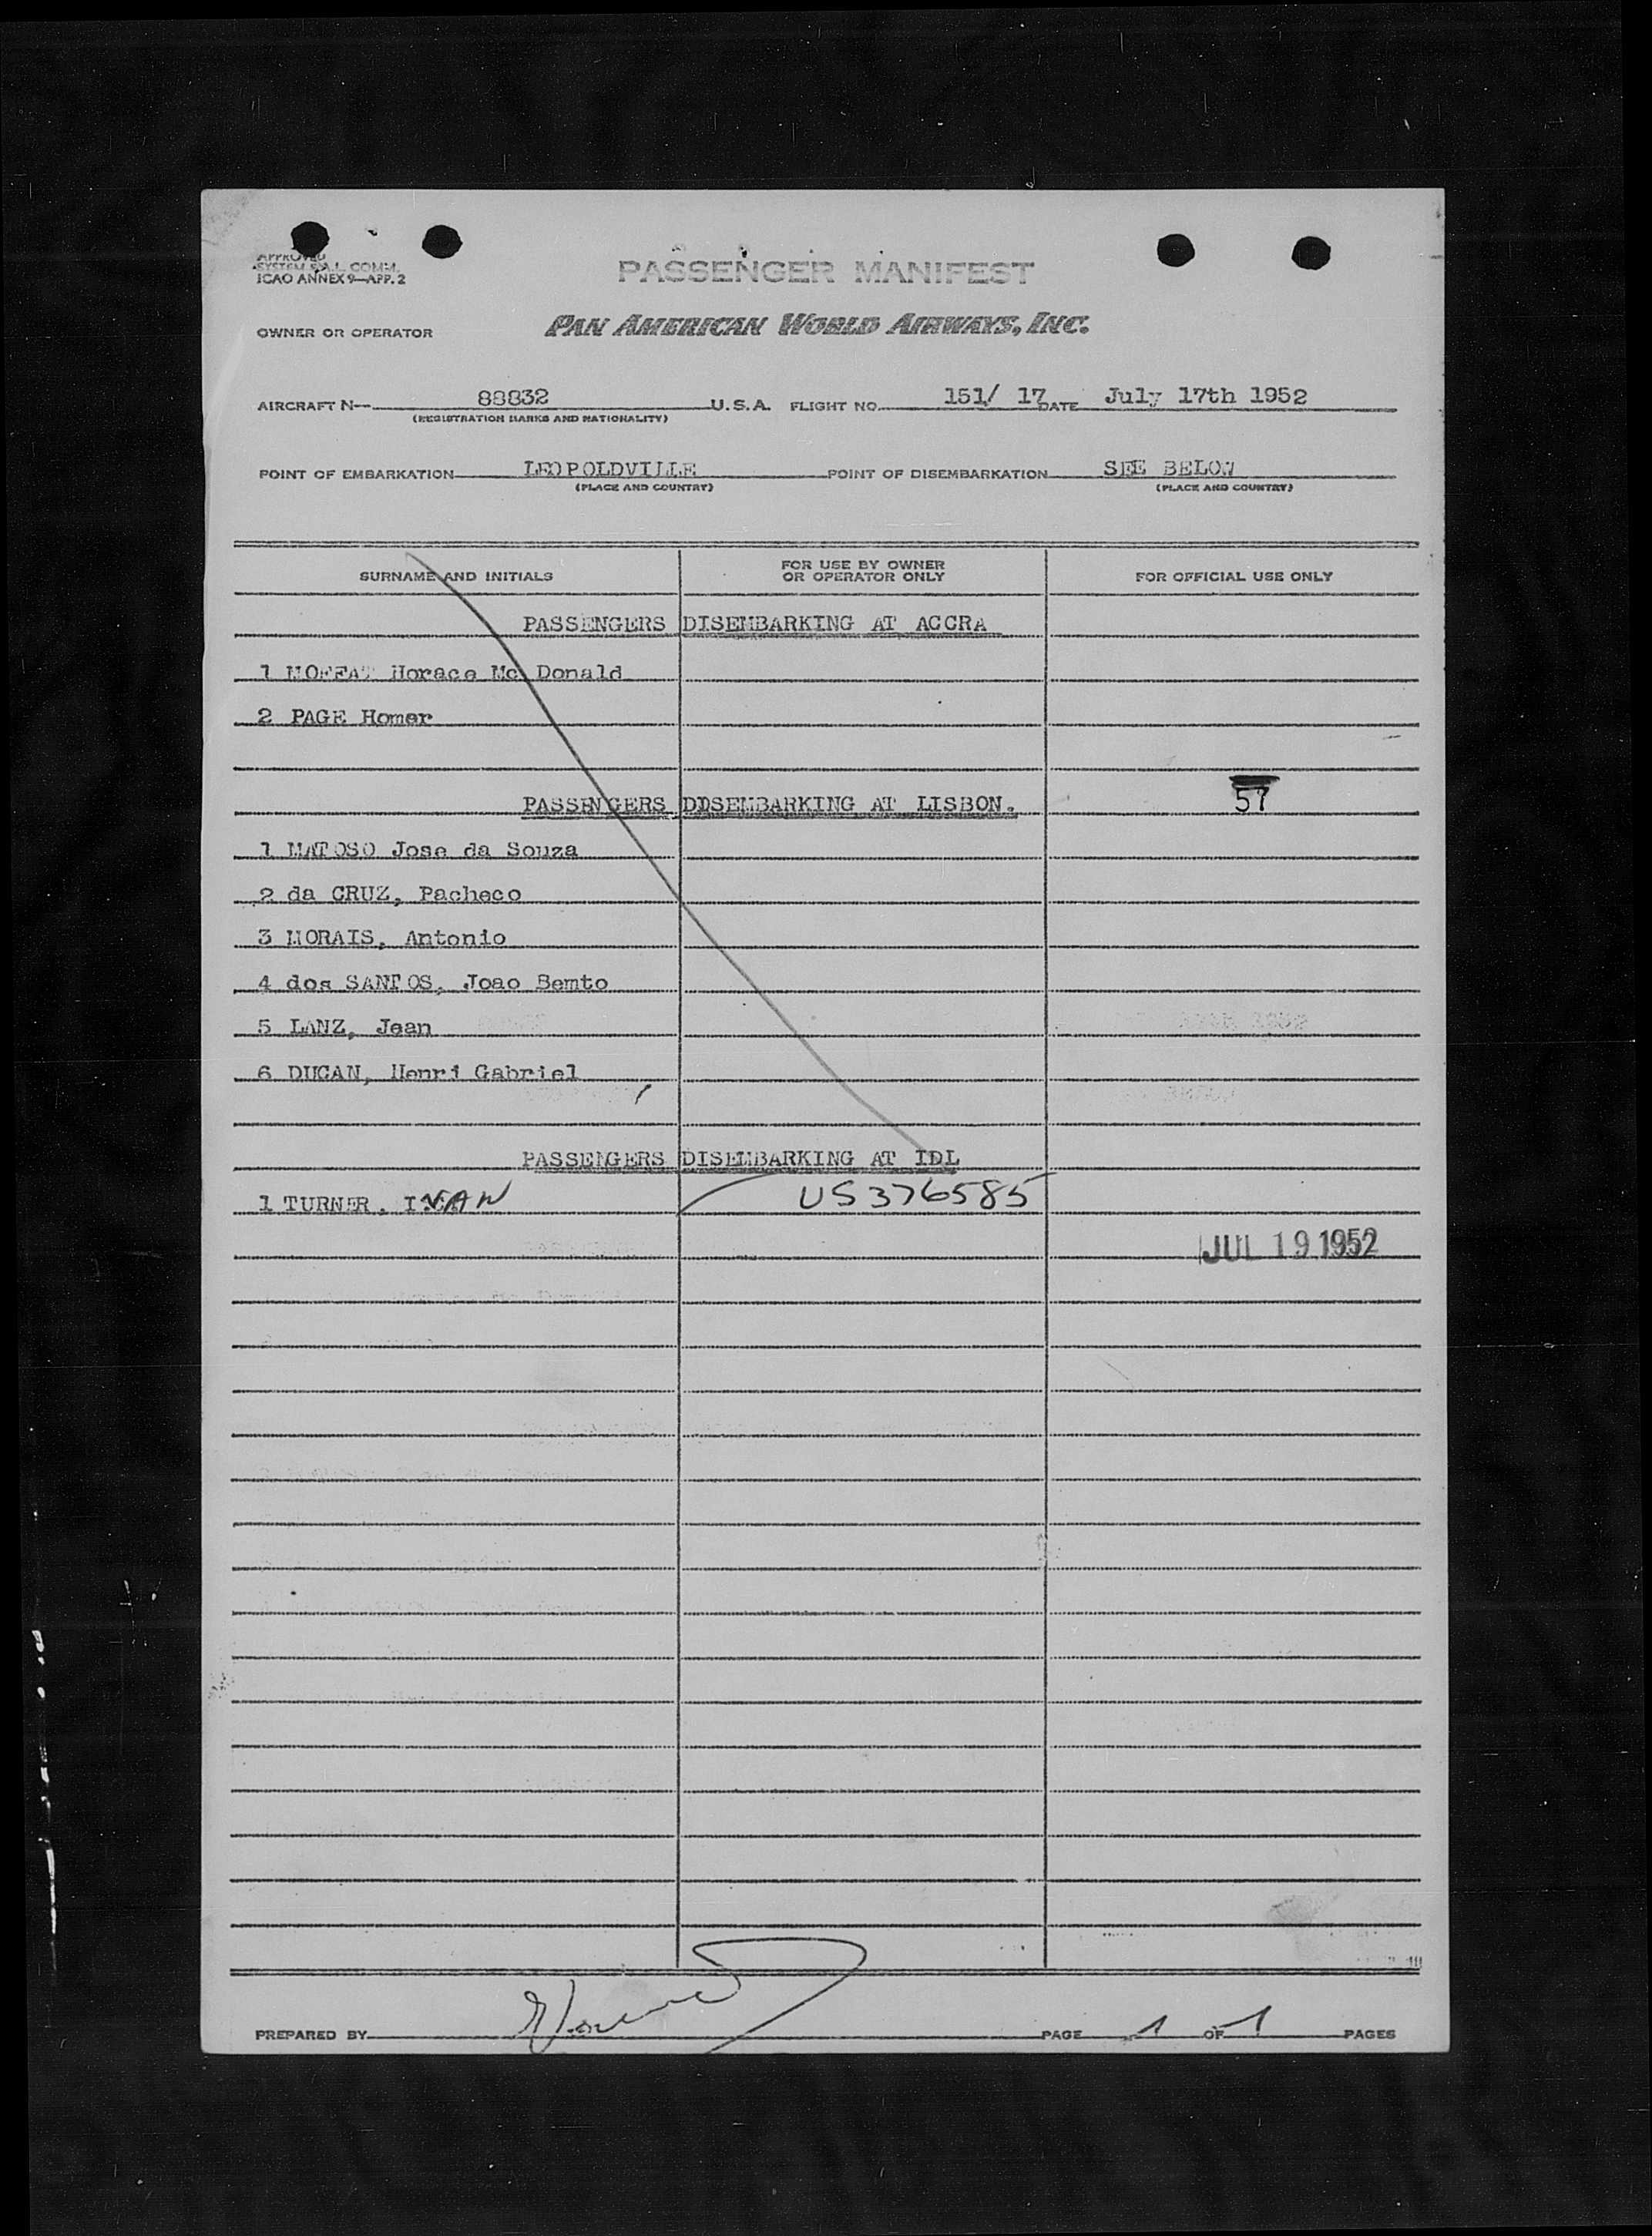 APPROVED
SYSTEM BAL. COMM.
ICAO ANNEX 9—APP. 2
PASSENGER MANIFEST
OWNER OR OPERATOR PAN AMERICAN WORLD AIRWAYS, INC.
AIRCRAFT N— 88832 U.S.A. FLIGHT NO. 151/ 17 DATE July 17th 1952
(REGISTRATION MARKS AND NATIONALITY)
POINT OF EMBARKATION LEOPOLDVILLE POINT OF DISEMBARKATION SEE BELOW
(PLACE AND COUNTRY) (PLACE AND COUNTRY)
SURNAME AND INITIALS FOR USE BY OWNER OR OPERATOR ONLY FOR OFFICIAL USE ONLY
PASSENGERS DISEMBARKING AT ACCRA
1 MOFFAT Horace Mc Donald
2 PAGE Homer
PASSENGERS DISEMBARKING AT LISBON. 57
1 MATOSO Jose da Souza
2 da CRUZ, Pacheco
3 MORAIS, Antonio
4 dos SANTOS, Joao Bemto
5 LANZ, Jean
6 DUCAN, Henri Gabriel
PASSENGERS DISEMBARKING AT IDL
1 TURNER, IVAN US376585
JUL 19 1952
PREPARED BY PAGE 1 OF 1 PAGES